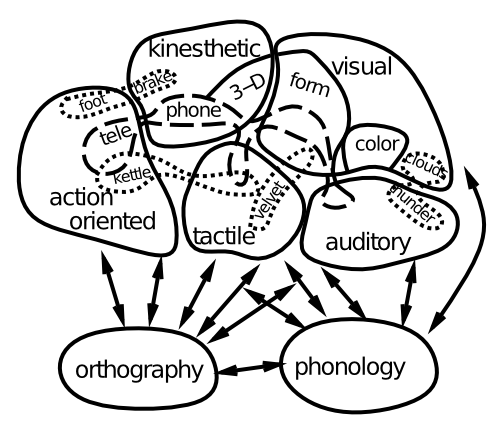 kinesthetic
visual
brake
foot
3–D
form
phone
tele
color
clouds
kettle
velvet
thunder
action
oriented
tactile
auditory
orthography
phonology